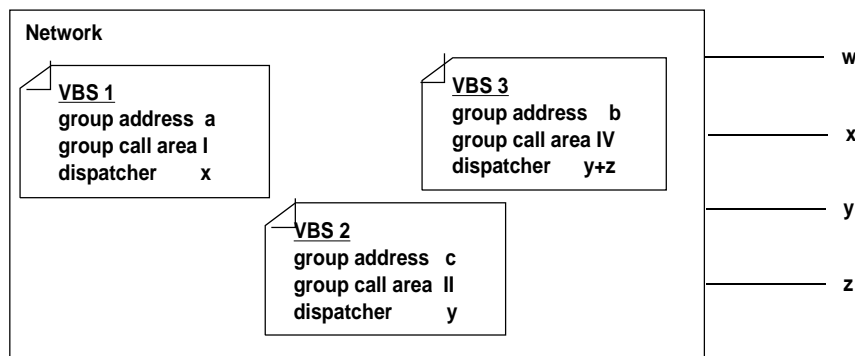 Network
VBS 1
group address a
group call area I
dispatcher x
VBS 3
group address b
group call area IV
dispatcher y+z
VBS 2
group address c
group call area II
dispatcher y
w
x
y
z